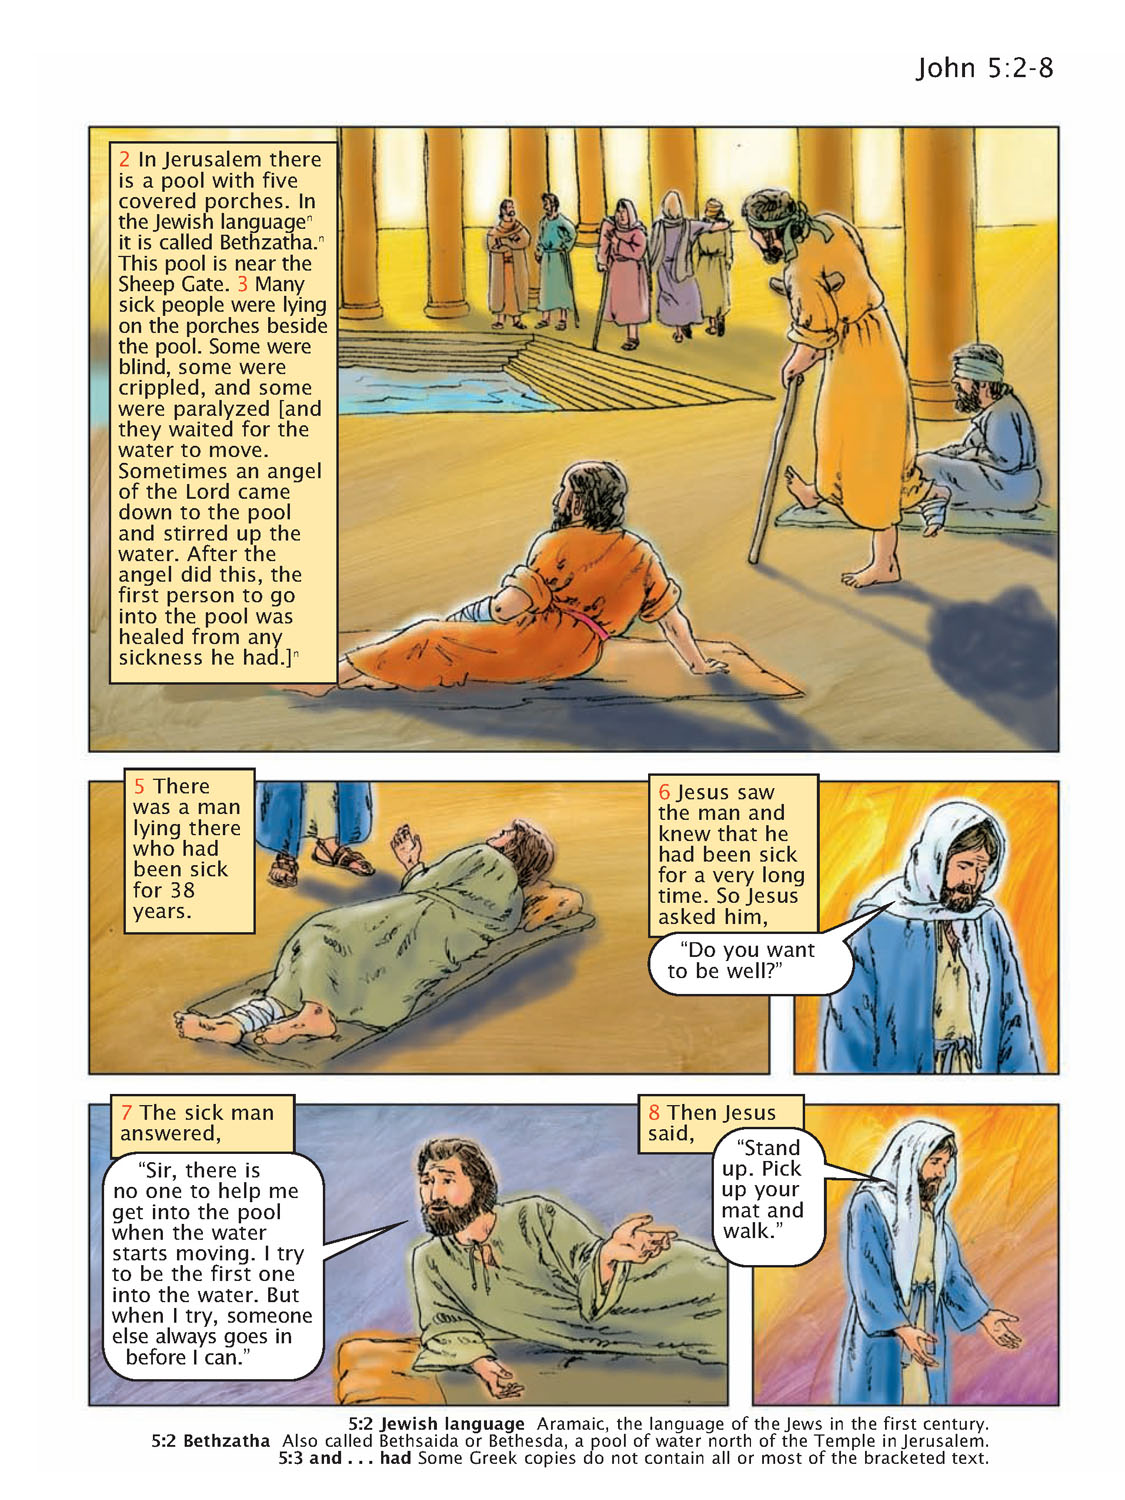 John 5:2-8
2 In Jerusalem there
is a pool with five
covered porches. In
the Jewish languageⁿ
it is called Bethzatha.ⁿ
This pool is near the
Sheep Gate. 3 Many
sick people were lying
on the porches beside
the pool. Some were
blind, some were
crippled, and some
were paralyzed [and
they waited for the
water to move.
Sometimes an angel
of the Lord came
down to the pool
and stirred up the
water. After the
angel did this, the
first person to go
into the pool was
healed from any
sickness he had.]ⁿ
5 There
was a man
lying there
who had
been sick
for 38
years.
6 Jesus saw
the man and
knew that he
had been sick
for a very long
time. So Jesus
asked him,
“Do you want
to be well?”
7 The sick man
answered,
“Sir, there is
no one to help me
get into the pool
when the water
starts moving. I try
to be the first one
into the water. But
when I try, someone
else always goes in
before I can.”
8 Then Jesus
said,
“Stand
up. Pick
up your
mat and
walk.”
5:2 Jewish language Aramaic, the language of the Jews in the first century.
5:2 Bethzatha Also called Bethsaida or Bethesda, a pool of water north of the Temple in Jerusalem.
5:3 and . . . had Some Greek copies do not contain all or most of the bracketed text.